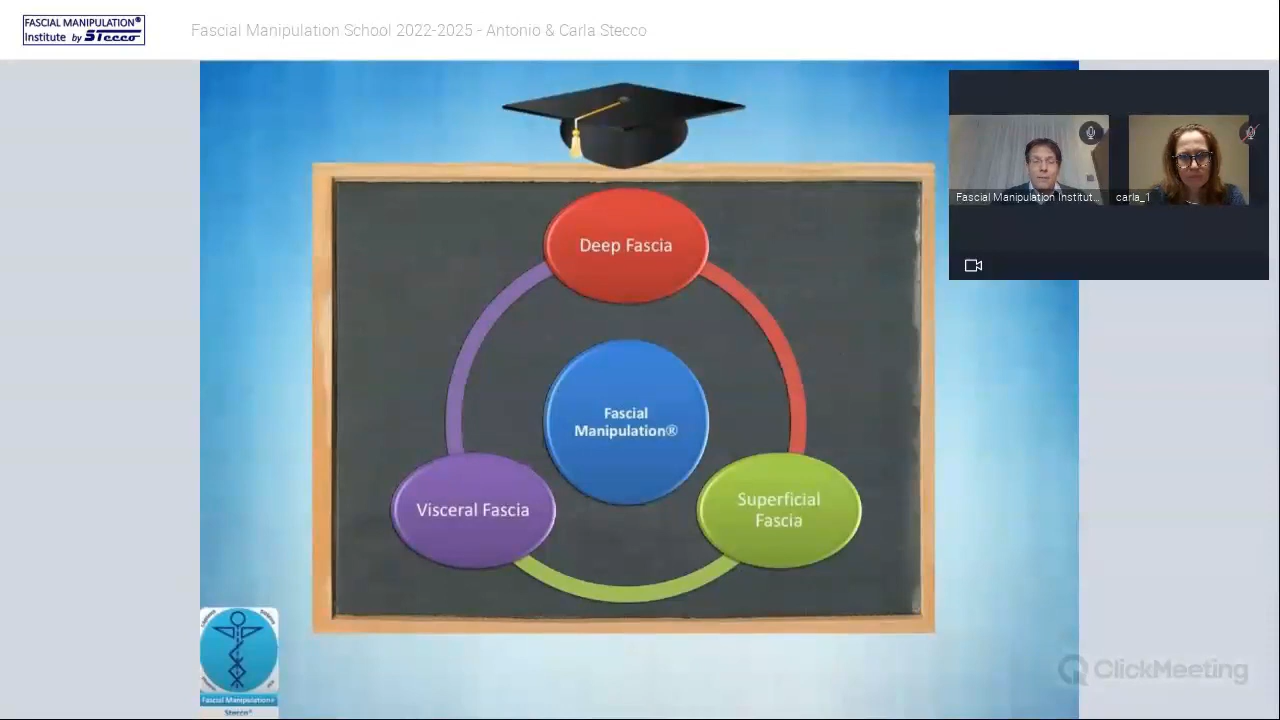 FASCIAL MANIPULATION®
Institute by Stecco
Fascial Manipulation School 2022-2025 - Antonio & Carla Stecco
Fascial Manipulation Institut...
carla_1
Deep Fascia
Fascial
Manipulation®
Visceral Fascia
Superficial
Fascia
Fascial Manipulation®
Stecco®
ClickMeeting